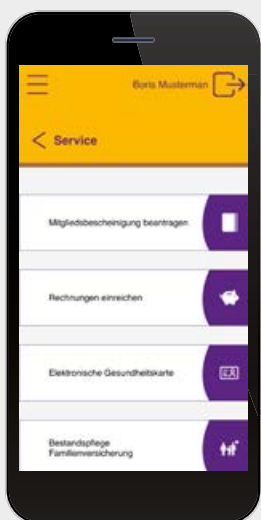 Boris Musterman
< Service
Mitgliedsbescheinigung beantragen
Rechnungen einreichen
Elektronische Gesundheitskarte
Bestandspflege
Familienversicherung